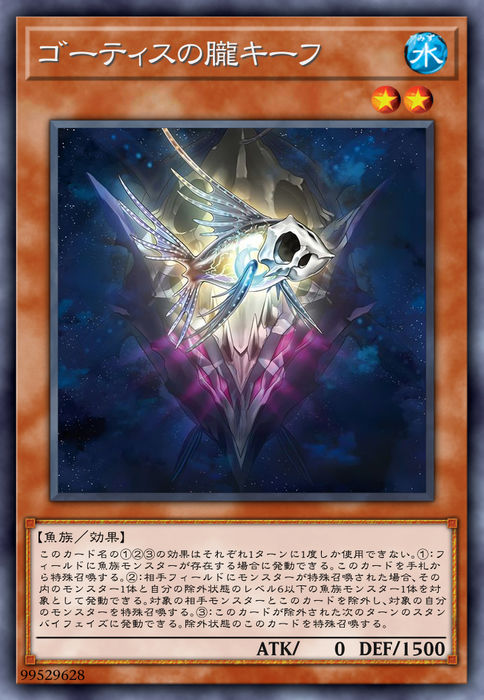 ゴーティスの朧キーフ
みず
水
【魚族／効果】
このカード名の①②③の効果はそれぞれ1ターンに1度しか使用できない。①：フ
ィールドに魚族モンスターが存在する場合に発動できる。このカードを手札か
ら特殊召喚する。②：相手フィールドにモンスターが特殊召喚された場合、そ
の内のモンスター1体と自分の除外状態のレベル6以下の魚族モンスター1体を対
象として発動できる。対象の相手モンスターとこのカードを除外し、対象の自分
のモンスターを特殊召喚する。③：このカードが除外された次のターンのスタン
バイフェイズに発動できる。除外状態のこのカードを特殊召喚する。
ATK/ 0 DEF/1500
99529628